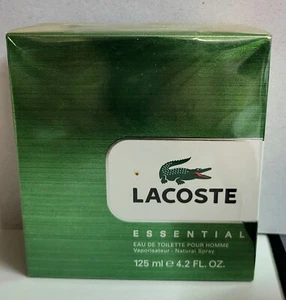 LACOSTE
ESSENTIAL
EAU DE TOILETTE POUR HOMME
Vaporisateur - Natural Spray
125 ml e 4.2 FL. OZ.